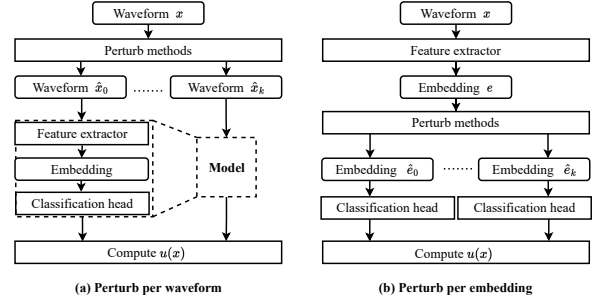 Waveform x
Perturb methods
Waveform x̂₀ ........ Waveform x̂ₖ
Feature extractor
Embedding
Classification head
Model
Compute u(x)
(a) Perturb per waveform
Waveform x
Feature extractor
Embedding e
Perturb methods
Embedding ê₀ ........ Embedding êₖ
Classification head Classification head
Compute u(x)
(b) Perturb per embedding